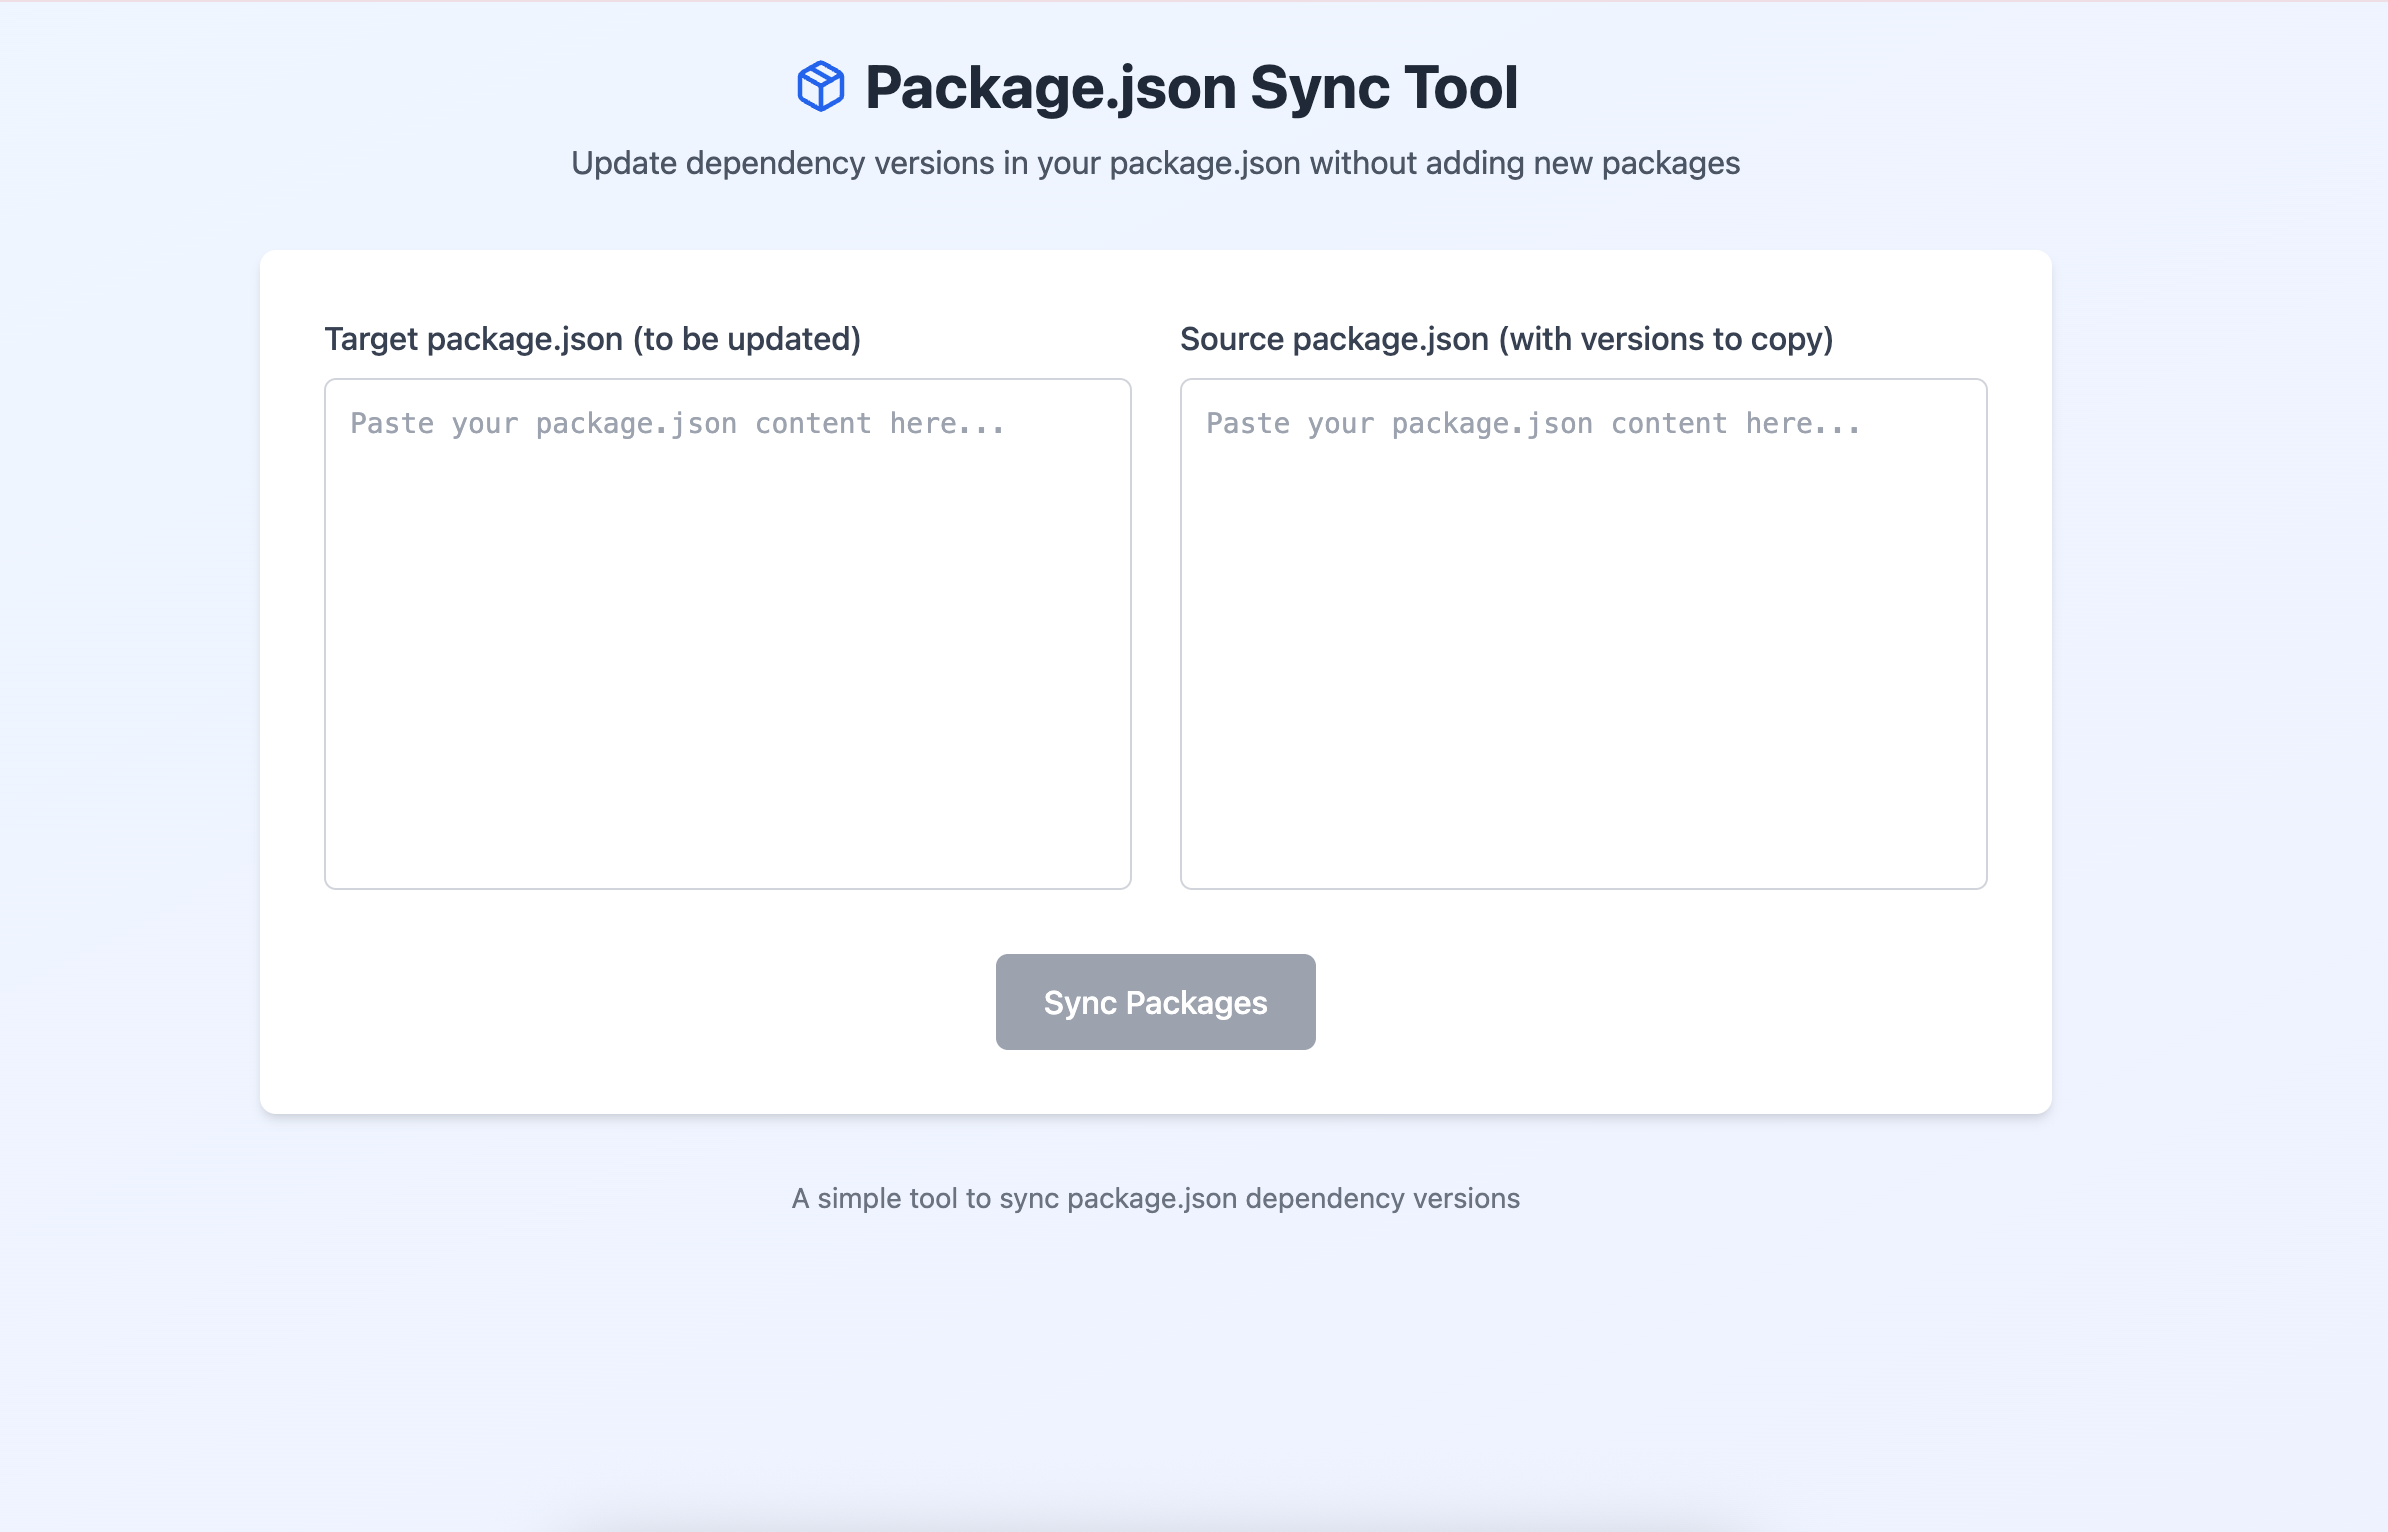 Package.json Sync Tool
Update dependency versions in your package.json without adding new packages
Target package.json (to be updated)
Paste your package.json content here...
Source package.json (with versions to copy)
Paste your package.json content here...
Sync Packages
A simple tool to sync package.json dependency versions